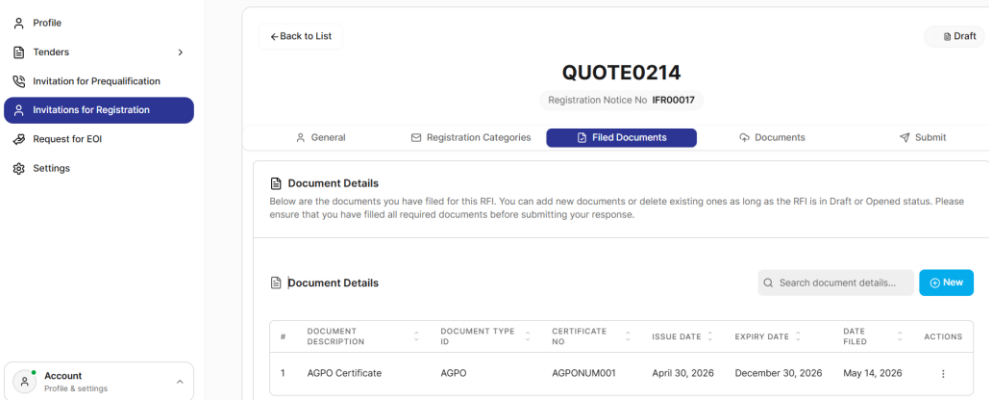 Profile
Tenders
Invitation for Prequalification
Invitations for Registration
Request for EOI
Settings
Account
Profile & settings
Back to List
Draft
QUOTE0214
Registration Notice No IFR00017
General
Registration Categories
Filed Documents
Documents
Submit
Document Details
Below are the documents you have filed for this RFI. You can add new documents or delete existing ones as long as the RFI is in Draft or Opened status. Please
ensure that you have filled all required documents before submitting your response.
Document Details
Search document details...
New
# DOCUMENT DESCRIPTION DOCUMENT TYPE ID CERTIFICATE NO ISSUE DATE EXPIRY DATE DATE FILED ACTIONS
1 AGPO Certificate AGPO AGPONUM001 April 30, 2026 December 30, 2026 May 14, 2026